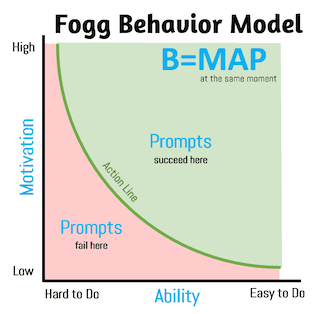 Fogg Behavior Model
High
B=MAP
at the same moment
Motivation
Prompts
succeed here
Action Line
Prompts
fail here
Low
Hard to Do
Ability
Easy to Do